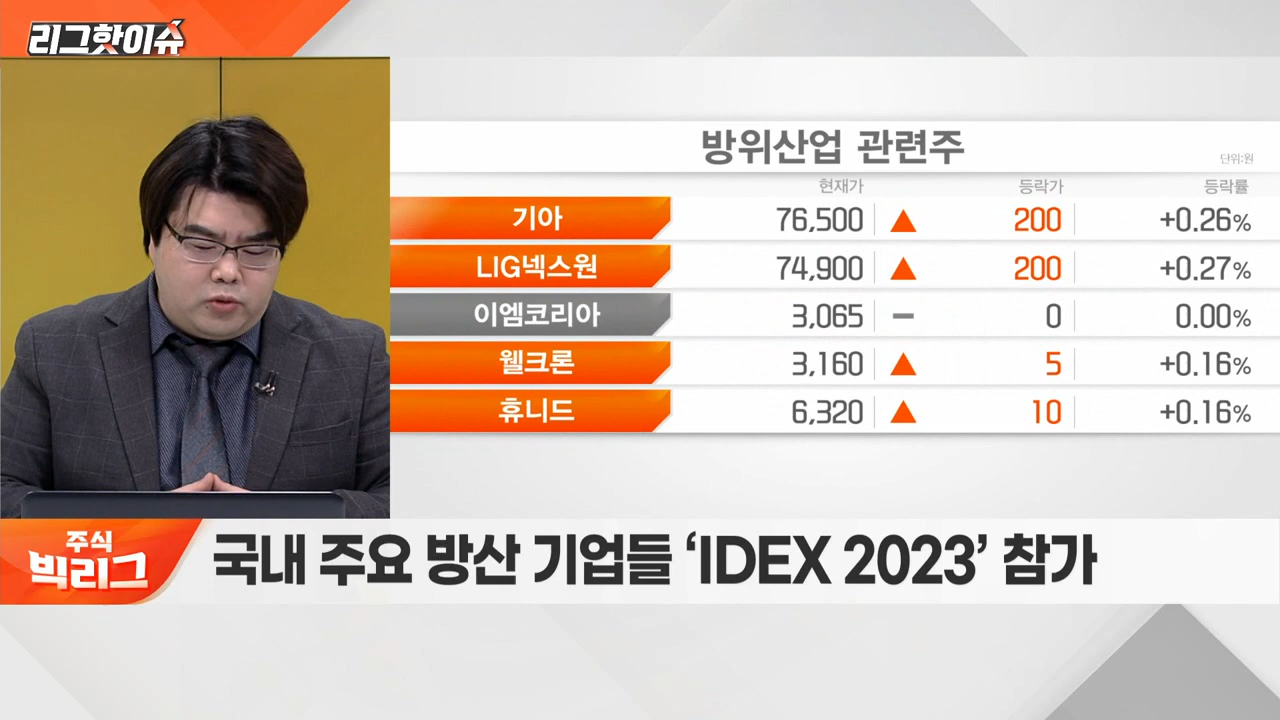 리그핫이슈
방위산업 관련주
단위:원
현재가 등락가 등락률
기아 76,500 ▲ 200 +0.26%
LIG넥스원 74,900 ▲ 200 +0.27%
이엠코리아 3,065 - 0 0.00%
웰크론 3,160 ▲ 5 +0.16%
휴니드 6,320 ▲ 10 +0.16%
주식
빅리그
국내 주요 방산 기업들 ‘IDEX 2023’ 참가